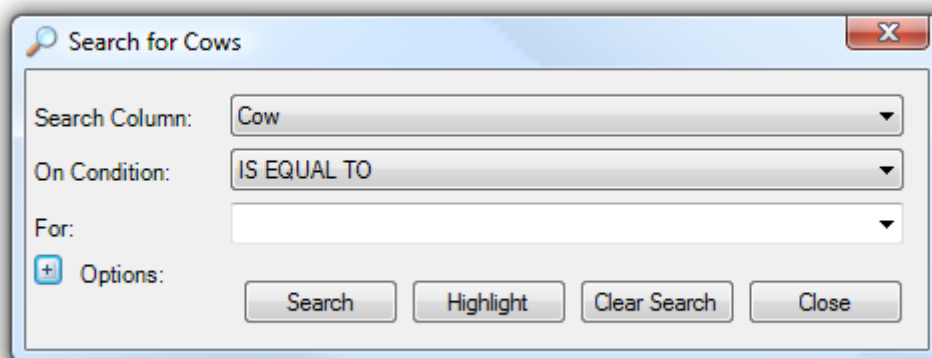 Search for Cows
Search Column: Cow
On Condition: IS EQUAL TO
For:
Options:
Search Highlight Clear Search Close